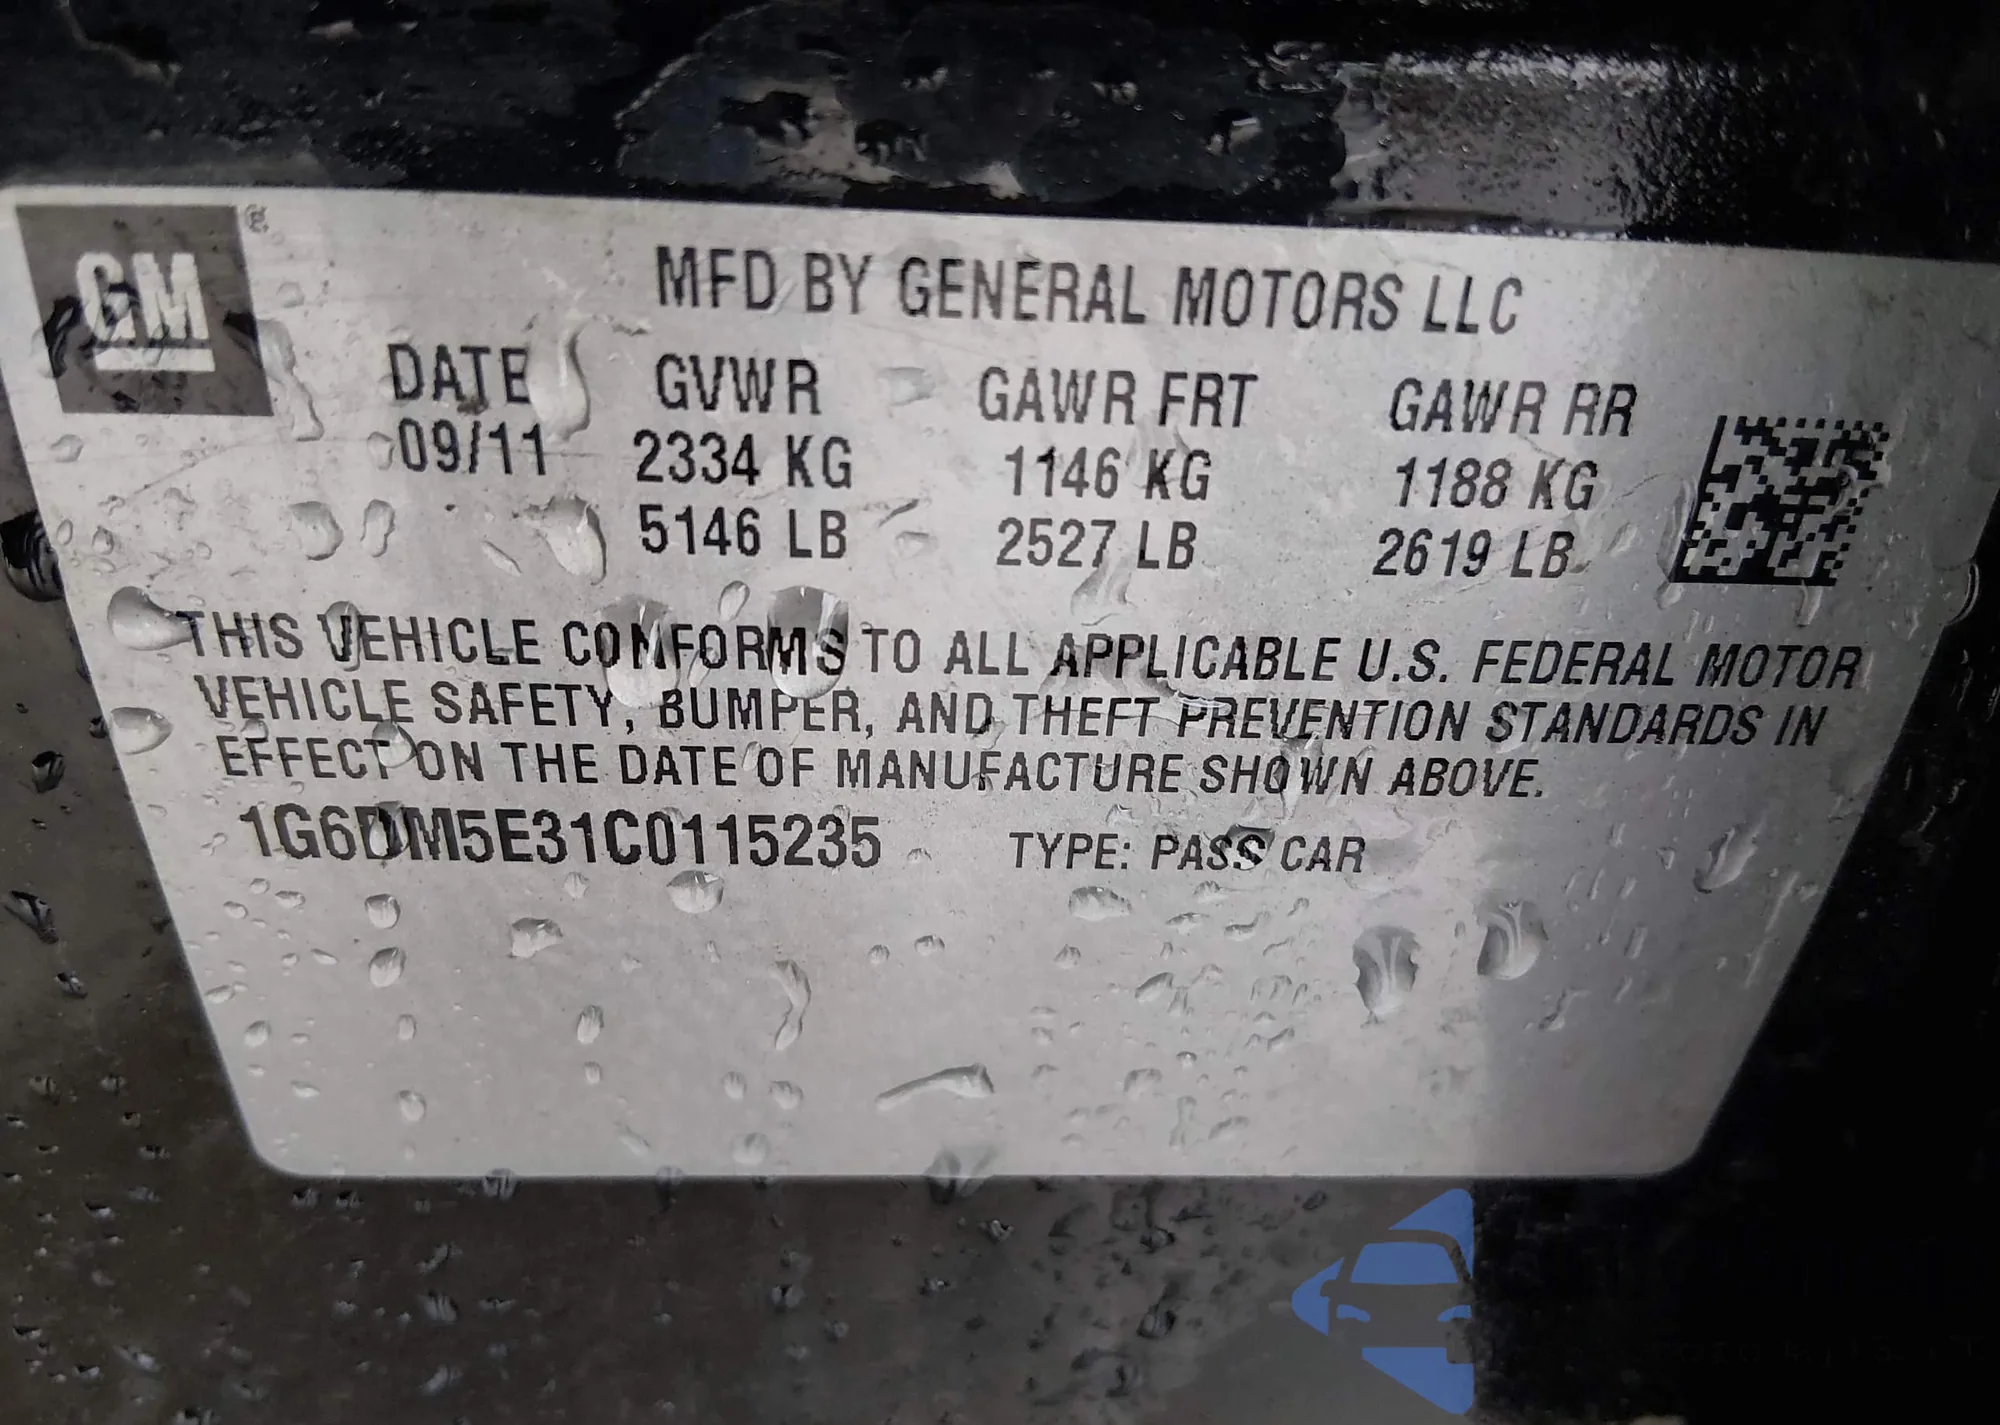 GM
MFD BY GENERAL MOTORS LLC
DATE GVWR GAWR FRT GAWR RR
09/11 2334 KG 1146 KG 1188 KG
5146 LB 2527 LB 2619 LB
THIS VEHICLE CONFORMS TO ALL APPLICABLE U.S. FEDERAL MOTOR
VEHICLE SAFETY, BUMPER, AND THEFT PREVENTION STANDARDS IN
EFFECT ON THE DATE OF MANUFACTURE SHOWN ABOVE.
1G6DM5E31C0115235 TYPE: PASS CAR